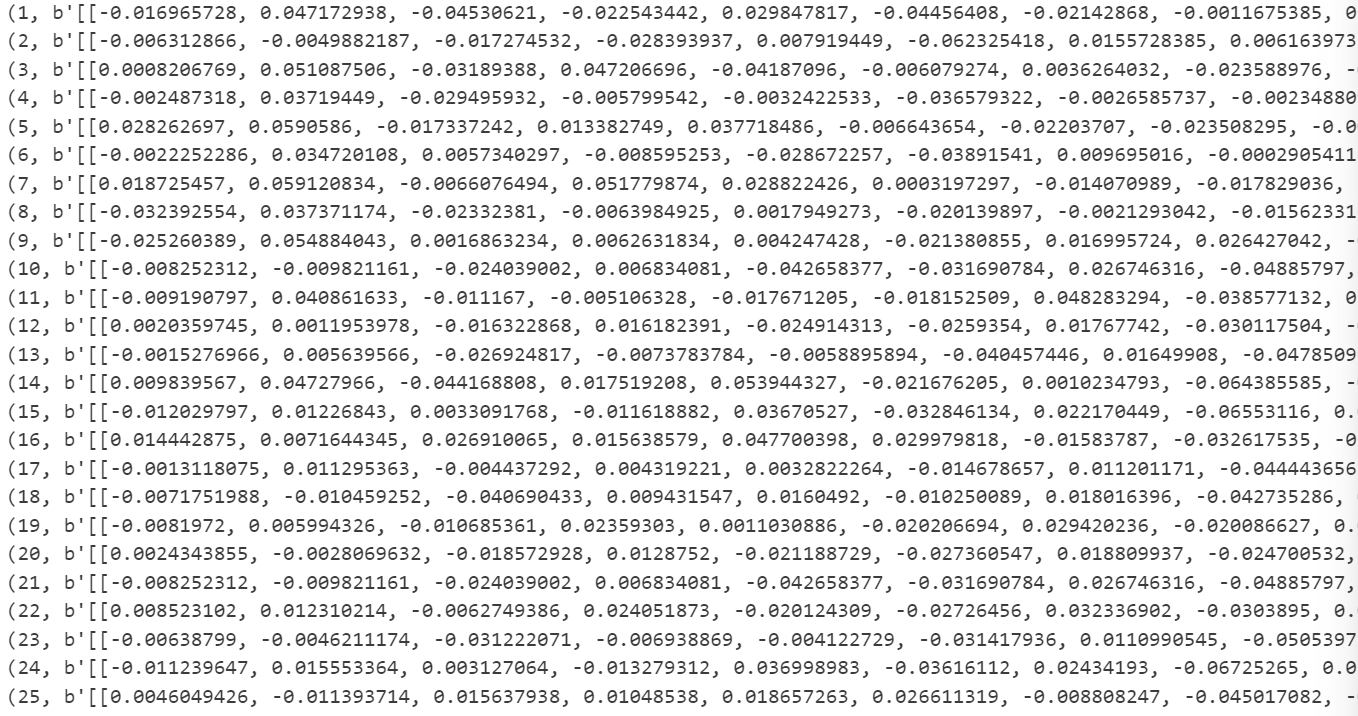 (1, b'[[-0.016965728, 0.047172938, -0.04530621, -0.022543442, 0.029847817, -0.04456408, -0.02142868, -0.0011675385, 0
(2, b'[[-0.006312866, -0.0049882187, -0.017274532, -0.028393937, 0.007919449, -0.062325418, 0.0155728385, 0.006163973
(3, b'[[0.0008206769, 0.051087506, -0.03189388, 0.047206696, -0.04187096, -0.006079274, 0.0036264032, -0.023588976, -
(4, b'[[-0.002487318, 0.03719449, -0.029495932, -0.005799542, -0.0032422533, -0.036579322, -0.0026585737, -0.00234880
(5, b'[[0.028262697, 0.0590586, -0.017337242, 0.013382749, 0.037718486, -0.006643654, -0.02203707, -0.023508295, -0.0
(6, b'[[-0.0022252286, 0.034720108, 0.0057340297, -0.008595253, -0.028672257, -0.03891541, 0.009695016, -0.0002905411
(7, b'[[0.018725457, 0.059120834, -0.0066076494, 0.051779874, 0.028822426, 0.0003197297, -0.014070989, -0.017829036,
(8, b'[[-0.032392554, 0.037371174, -0.02332381, -0.0063984925, 0.0017949273, -0.020139897, -0.0021293042, -0.01562331
(9, b'[[-0.025260389, 0.054884043, 0.0016863234, 0.0062631834, 0.004247428, -0.021380855, 0.016995724, 0.026427042, -
(10, b'[[-0.008252312, -0.009821161, -0.024039002, 0.006834081, -0.042658377, -0.031690784, 0.026746316, -0.04885797,
(11, b'[[-0.009190797, 0.040861633, -0.011167, -0.005106328, -0.017671205, -0.018152509, 0.048283294, -0.038577132, 0
(12, b'[[0.0020359745, 0.0011953978, -0.016322868, 0.016182391, -0.024914313, -0.0259354, 0.01767742, -0.030117504, -
(13, b'[[-0.0015276966, 0.005639566, -0.026924817, -0.0073783784, -0.0058895894, -0.040457446, 0.01649908, -0.0478509
(14, b'[[0.009839567, 0.04727966, -0.044168808, 0.017519208, 0.053944327, -0.021676205, 0.0010234793, -0.064385585, -
(15, b'[[-0.012029797, 0.01226843, 0.0033091768, -0.011618882, 0.03670527, -0.032846134, 0.022170449, -0.06553116, 0.
(16, b'[[0.014442875, 0.0071644345, 0.026910065, 0.015638579, 0.047700398, 0.029979818, -0.01583787, -0.032617535, -0
(17, b'[[-0.0013118075, 0.011295363, -0.004437292, 0.004319221, 0.0032822264, -0.014678657, 0.011201171, -0.044443656
(18, b'[[-0.0071751988, -0.010459252, -0.040690433, 0.009431547, 0.0160492, -0.010250089, 0.018016396, -0.042735286,
(19, b'[[-0.0081972, 0.005994326, -0.010685361, 0.02359303, 0.0011030886, -0.020206694, 0.029420236, -0.020086627, 0.
(20, b'[[0.0024343855, -0.0028069632, -0.018572928, 0.0128752, -0.021188729, -0.027360547, 0.018809937, -0.024700532,
(21, b'[[-0.008252312, -0.009821161, -0.024039002, 0.006834081, -0.042658377, -0.031690784, 0.026746316, -0.04885797,
(22, b'[[0.008523102, 0.012310214, -0.0062749386, 0.024051873, -0.020124309, -0.02726456, 0.032336902, -0.0303895, 0.
(23, b'[[-0.00638799, -0.0046211174, -0.031222071, -0.006938869, -0.004122729, -0.031417936, 0.0110990545, -0.0505397
(24, b'[[-0.011239647, 0.015553364, 0.003127064, -0.013279312, 0.036998983, -0.03616112, 0.02434193, -0.06725265, 0.0
(25, b'[[0.0046049426, -0.011393714, 0.015637938, 0.01048538, 0.018657263, 0.026611319, -0.008808247, -0.045017082, -